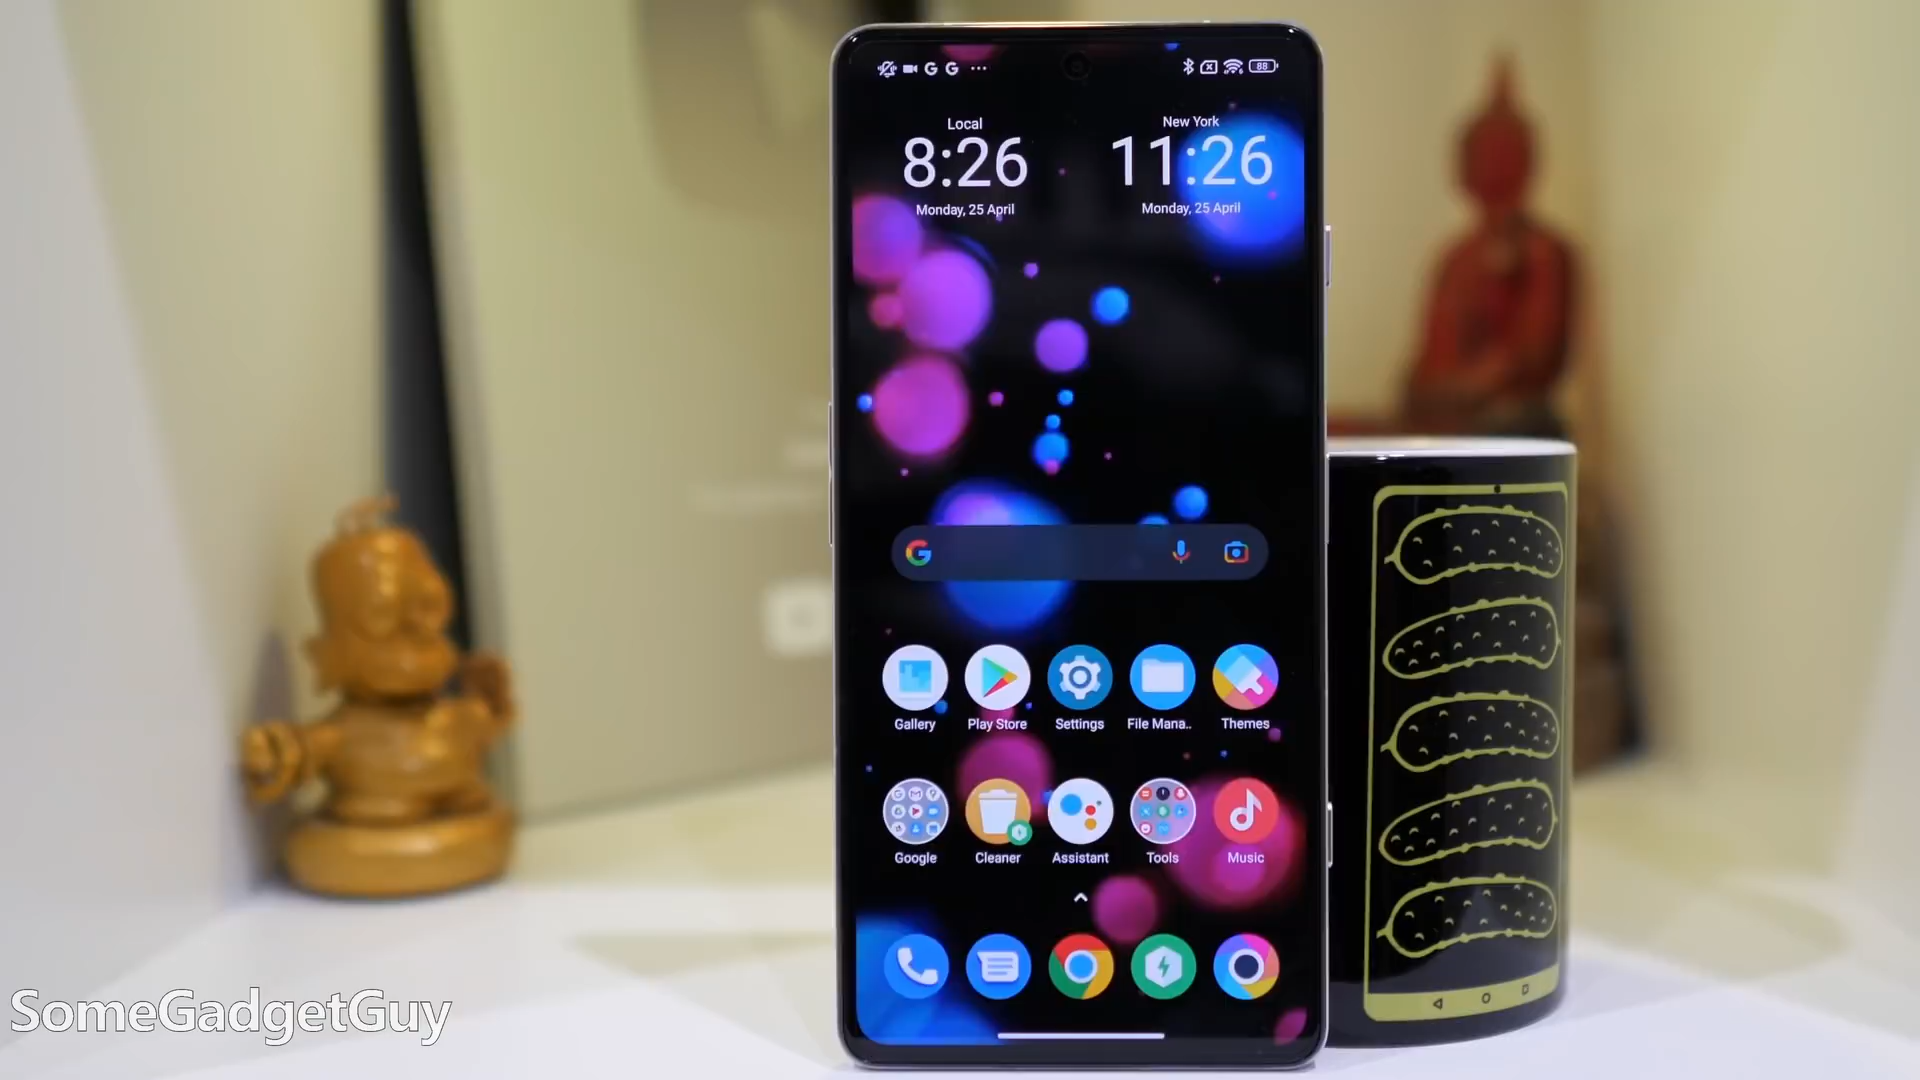 88
Local
New York
8:26
11:26
Monday, 25 April
Monday, 25 April
Gallery
Play Store
Settings
File Mana..
Themes
Google
Cleaner
Assistant
Tools
Music
SomeGadgetGuy